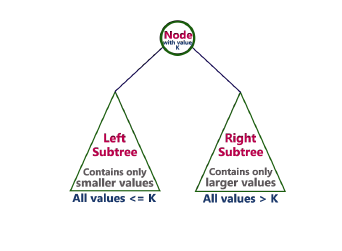 Node
with value
K
Left
Subtree
Contains only
smaller values
All values <= K
Right
Subtree
Contains only
larger values
All values > K